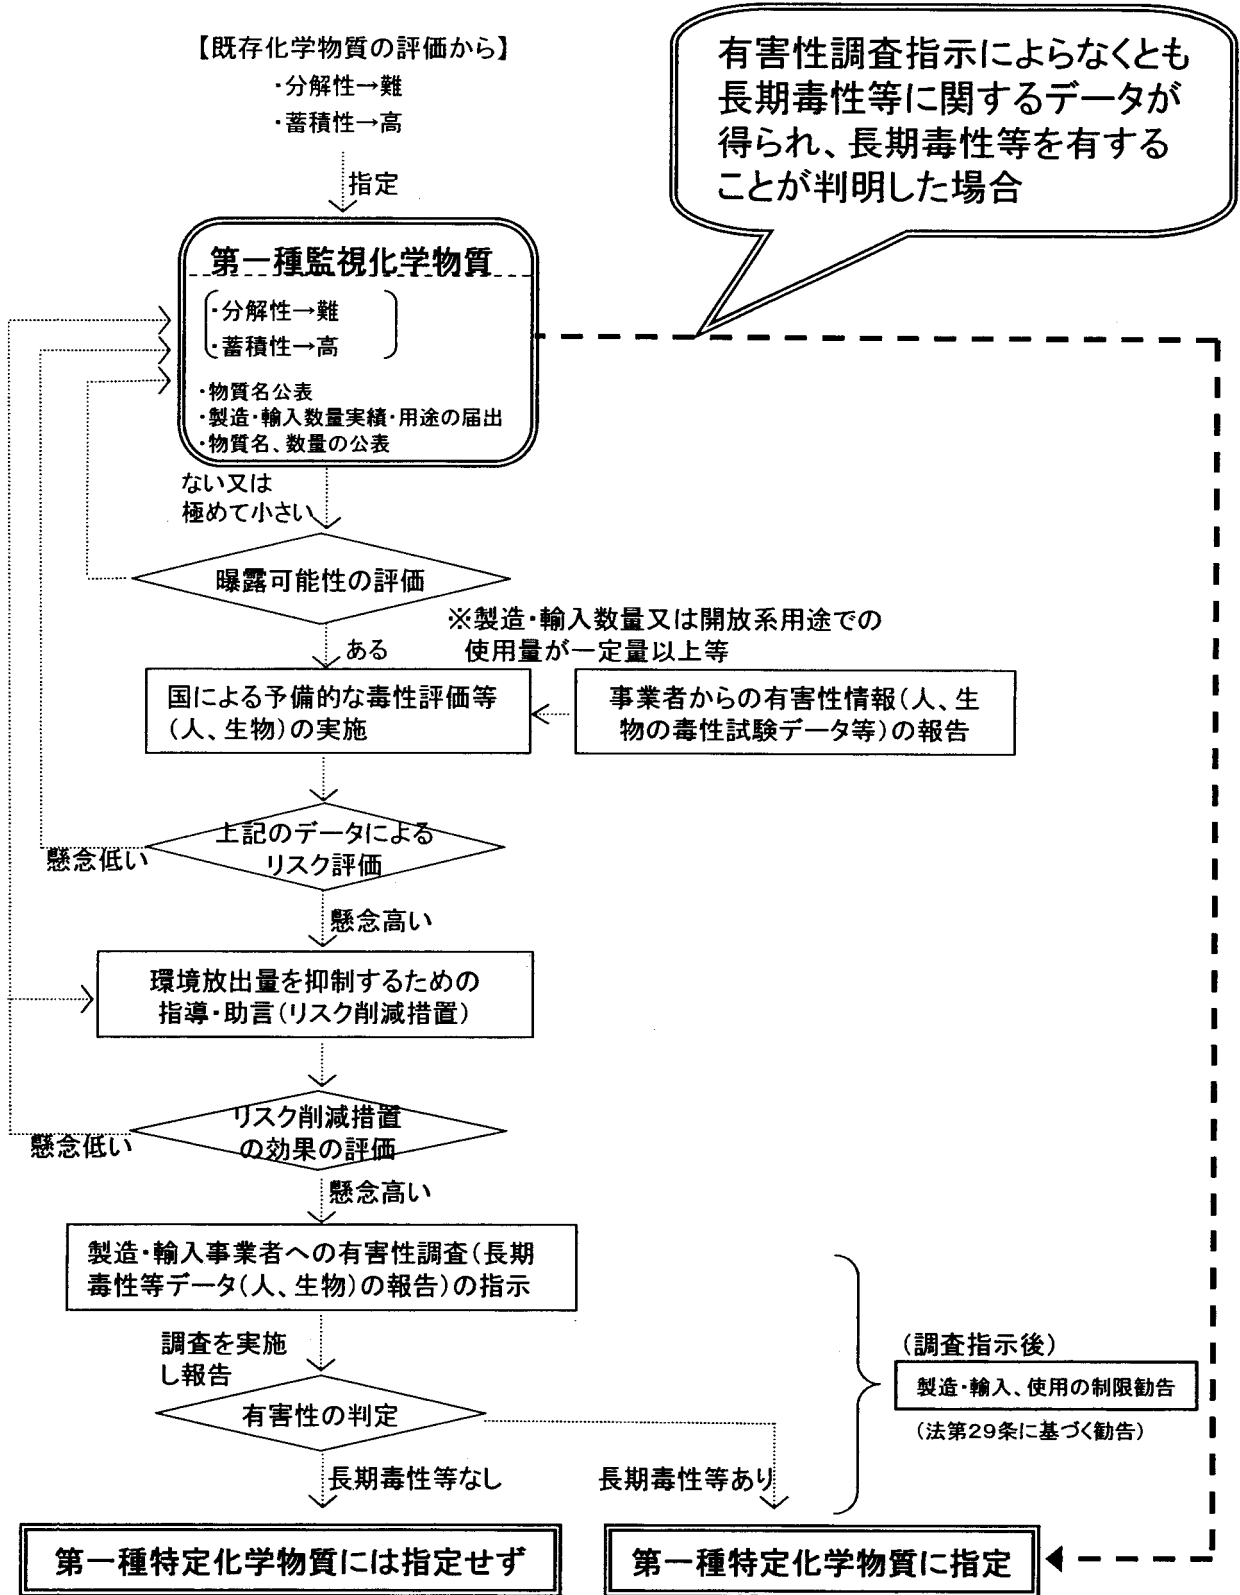 【既存化学物質の評価から】
・分解性→難
・蓄積性→高
指定
有害性調査指示によらなくとも
長期毒性等に関するデータが
得られ、長期毒性等を有する
ことが判明した場合
第一種監視化学物質
・分解性→難
・蓄積性→高
・物質名公表
・製造・輸入数量実績・用途の届出
・物質名、数量の公表
ない又は
極めて小さい
曝露可能性の評価
ある
※製造・輸入数量又は開放系用途での
使用量が一定量以上等
国による予備的な毒性評価等
(人、生物)の実施
事業者からの有害性情報(人、生
物の毒性試験データ等)の報告
上記のデータによる
リスク評価
懸念低い
懸念高い
環境放出量を抑制するための
指導・助言(リスク削減措置)
リスク削減措置
の効果の評価
懸念低い
懸念高い
製造・輸入事業者への有害性調査(長期
毒性等データ(人、生物)の報告)の指示
調査を実施
し報告
有害性の判定
(調査指示後)
製造・輸入、使用の制限勧告
(法第29条に基づく勧告)
長期毒性等なし
長期毒性等あり
第一種特定化学物質には指定せず
第一種特定化学物質に指定